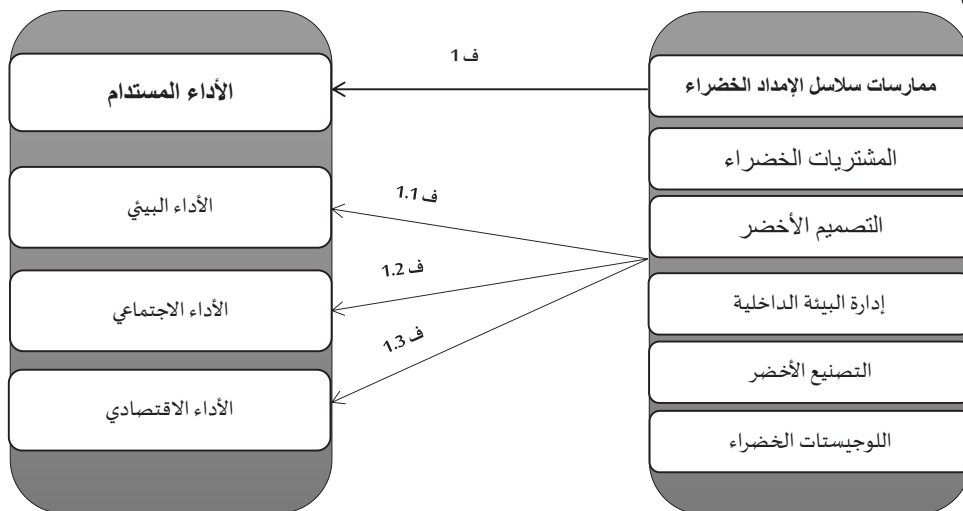 ممارسات سلاسل الإمداد الخضراء
المشتريات الخضراء
التصميم الأخضر
إدارة البيئة الداخلية
التصنيع الأخضر
اللوجيستات الخضراء
ف 1
ف 1.1
ف 1.2
ف 1.3
الأداء المستدام
الأداء البيئي
الأداء الاجتماعي
الأداء الاقتصادي